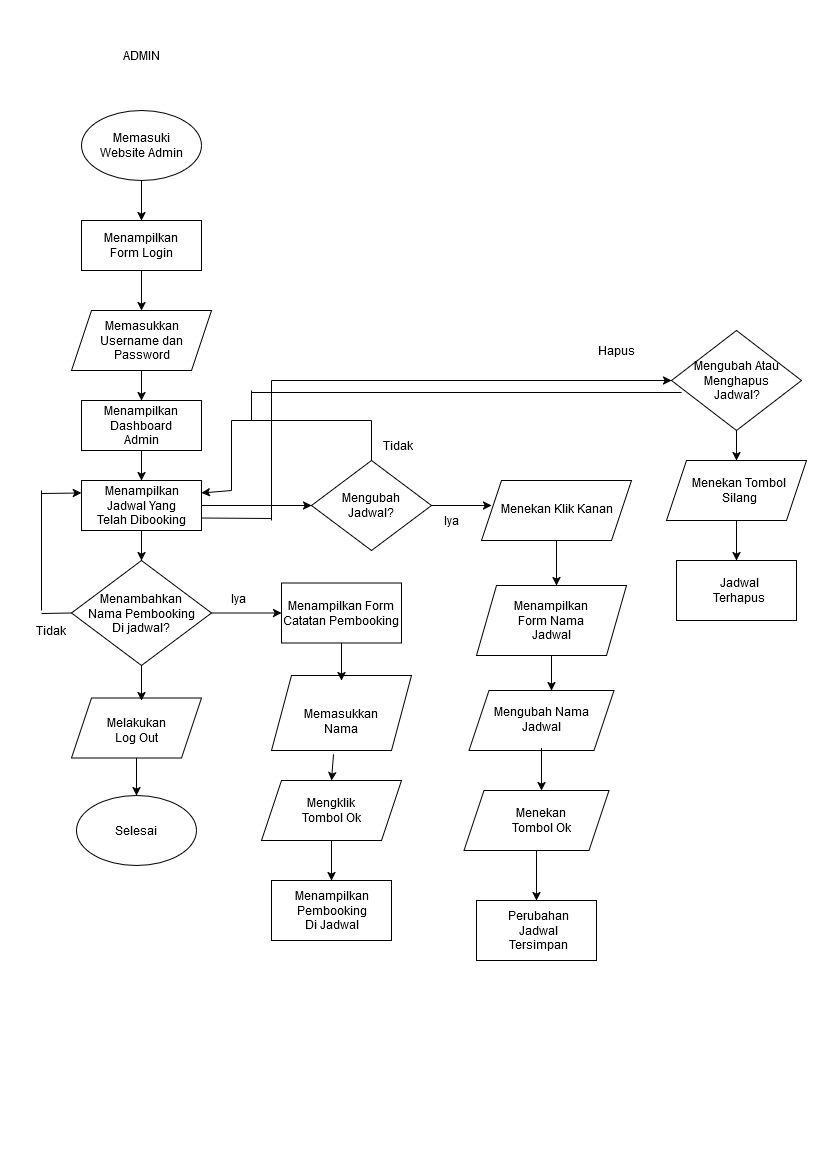 ADMIN
Memasuki
Website Admin
Menampilkan
Form Login
Memasukkan
Username dan
Password
Menampilkan
Dashboard
Admin
Menampilkan
Jadwal Yang
Telah Dibooking
Menambahkan
Nama Pembooking
Di jadwal?
Tidak
Iya
Melakukan
Log Out
Selesai
Menampilkan Form
Catatan Pembooking
Memasukkan
Nama
Mengklik
Tombol Ok
Menampilkan
Pembooking
Di Jadwal
Tidak
Mengubah
Jadwal?
Iya
Menekan Klik Kanan
Menampilkan
Form Nama
Jadwal
Mengubah Nama
Jadwal
Menekan
Tombol Ok
Perubahan
Jadwal
Tersimpan
Hapus
Mengubah Atau
Menghapus
Jadwal?
Menekan Tombol
Silang
Jadwal
Terhapus